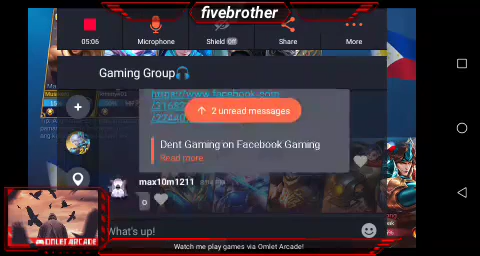 fivebrother
05:06
Microphone
Shield Off
Share
More
Gaming Group🎧
https://www.facebook.com
2 unread messages
Dent Gaming on Facebook Gaming
Read more
max10m1211
o
What's up!
OMLET ARCADE
Watch me play games via Omlet Arcade!